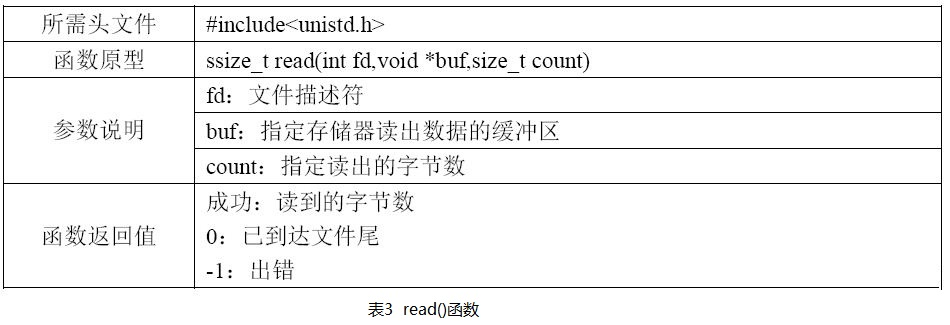 所需头文件 #include<unistd.h>
函数原型 ssize_t read(int fd,void *buf,size_t count)
参数说明
fd：文件描述符
buf：指定存储器读出数据的缓冲区
count：指定读出的字节数
函数返回值
成功：读到的字节数
0：已到达文件尾
-1：出错
表3 read()函数